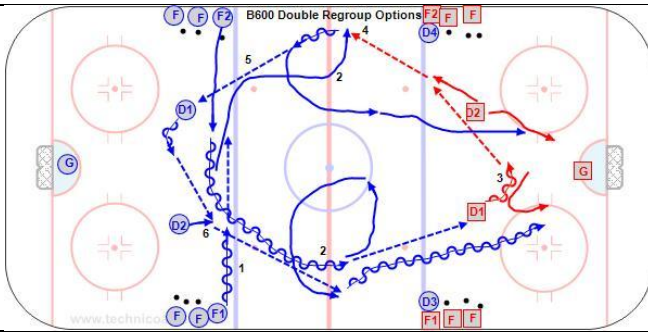 F F F2 B600 Double Regroup Options F2 F F
4
D4
5
2
D1
D2
G
3
G
D1
D2
6
2
1
D3
www.technicoa
F F F1
F1 F F